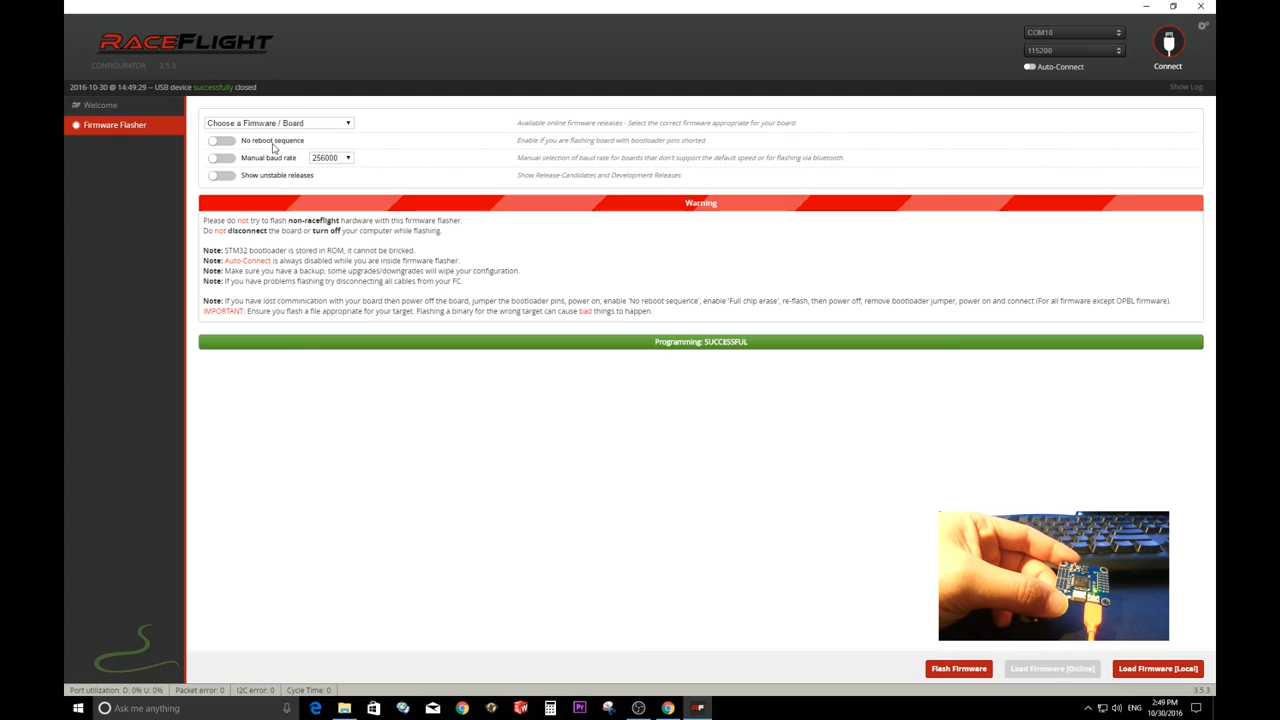 RACEFLIGHT
CONFIGURATOR 3.5.3
COM10
115200
Auto-Connect
Connect
2016-10-30 @ 14:49:29 -- USB device successfully closed
Show Log
Welcome
Firmware Flasher
Choose a Firmware / Board
Available online firmware releases - Select the correct firmware appropriate for your board.
No reboot sequence
Enable if you are flashing board with bootloader pins shorted
Manual baud rate 256000
Manual selection of baud rate for boards that don't support the default speed or for flashing via bluetooth.
Show unstable releases
Show Release-Candidates and Development Releases
Warning
Please do not try to flash non-raceflight hardware with this firmware flasher.
Do not disconnect the board or turn off your computer while flashing.
Note: STM32 bootloader is stored in ROM, it cannot be bricked.
Note: Auto-Connect is always disabled while you are inside firmware flasher.
Note: Make sure you have a backup; some upgrades/downgrades will wipe your configuration.
Note: If you have problems flashing try disconnecting all cables from your FC.
Note: If you have lost comminication with your board then power off the board, jumper the bootloader pins, power on, enable 'No reboot sequence', enable 'Full chip erase', re-flash, then power off, remove bootloader jumper, power on and connect (For all firmware except OPBL firmware).
IMPORTANT: Ensure you flash a file appropriate for your target. Flashing a binary for the wrong target can cause bad things to happen.
Programming: SUCCESSFUL
Flash Firmware
Load Firmware [Online]
Load Firmware [Local]
Port utilization: D: 0% U: 0%
Packet error: 0
I2C error: 0
Cycle Time: 0
3.5.3
Ask me anything
ENG
2:49 PM
10/30/2016